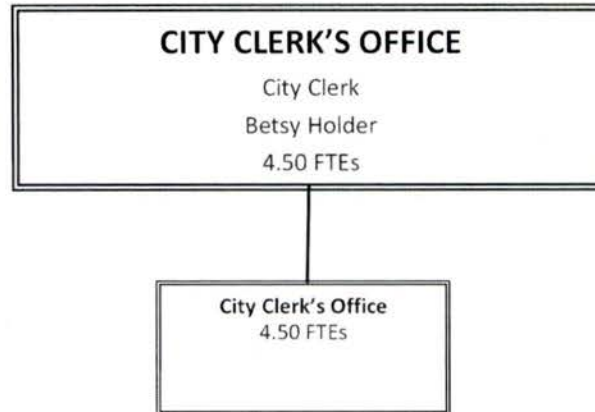 CITY CLERK’S OFFICE
City Clerk
Betsy Holder
4.50 FTEs
City Clerk’s Office
4.50 FTEs